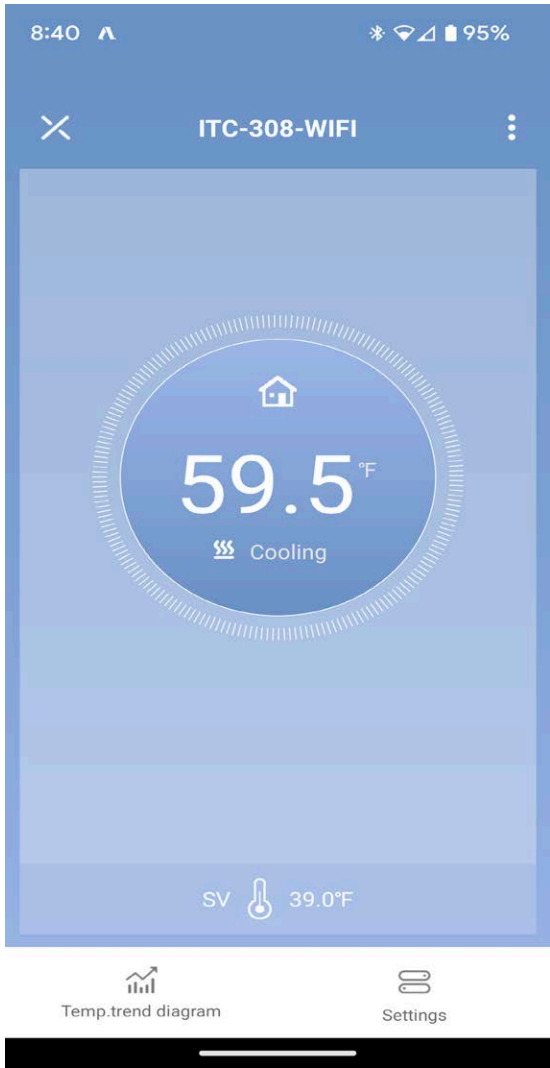 8:40 95%
ITC-308-WIFI
59.5°F
Cooling
SV 39.0°F
Temp.trend diagram Settings